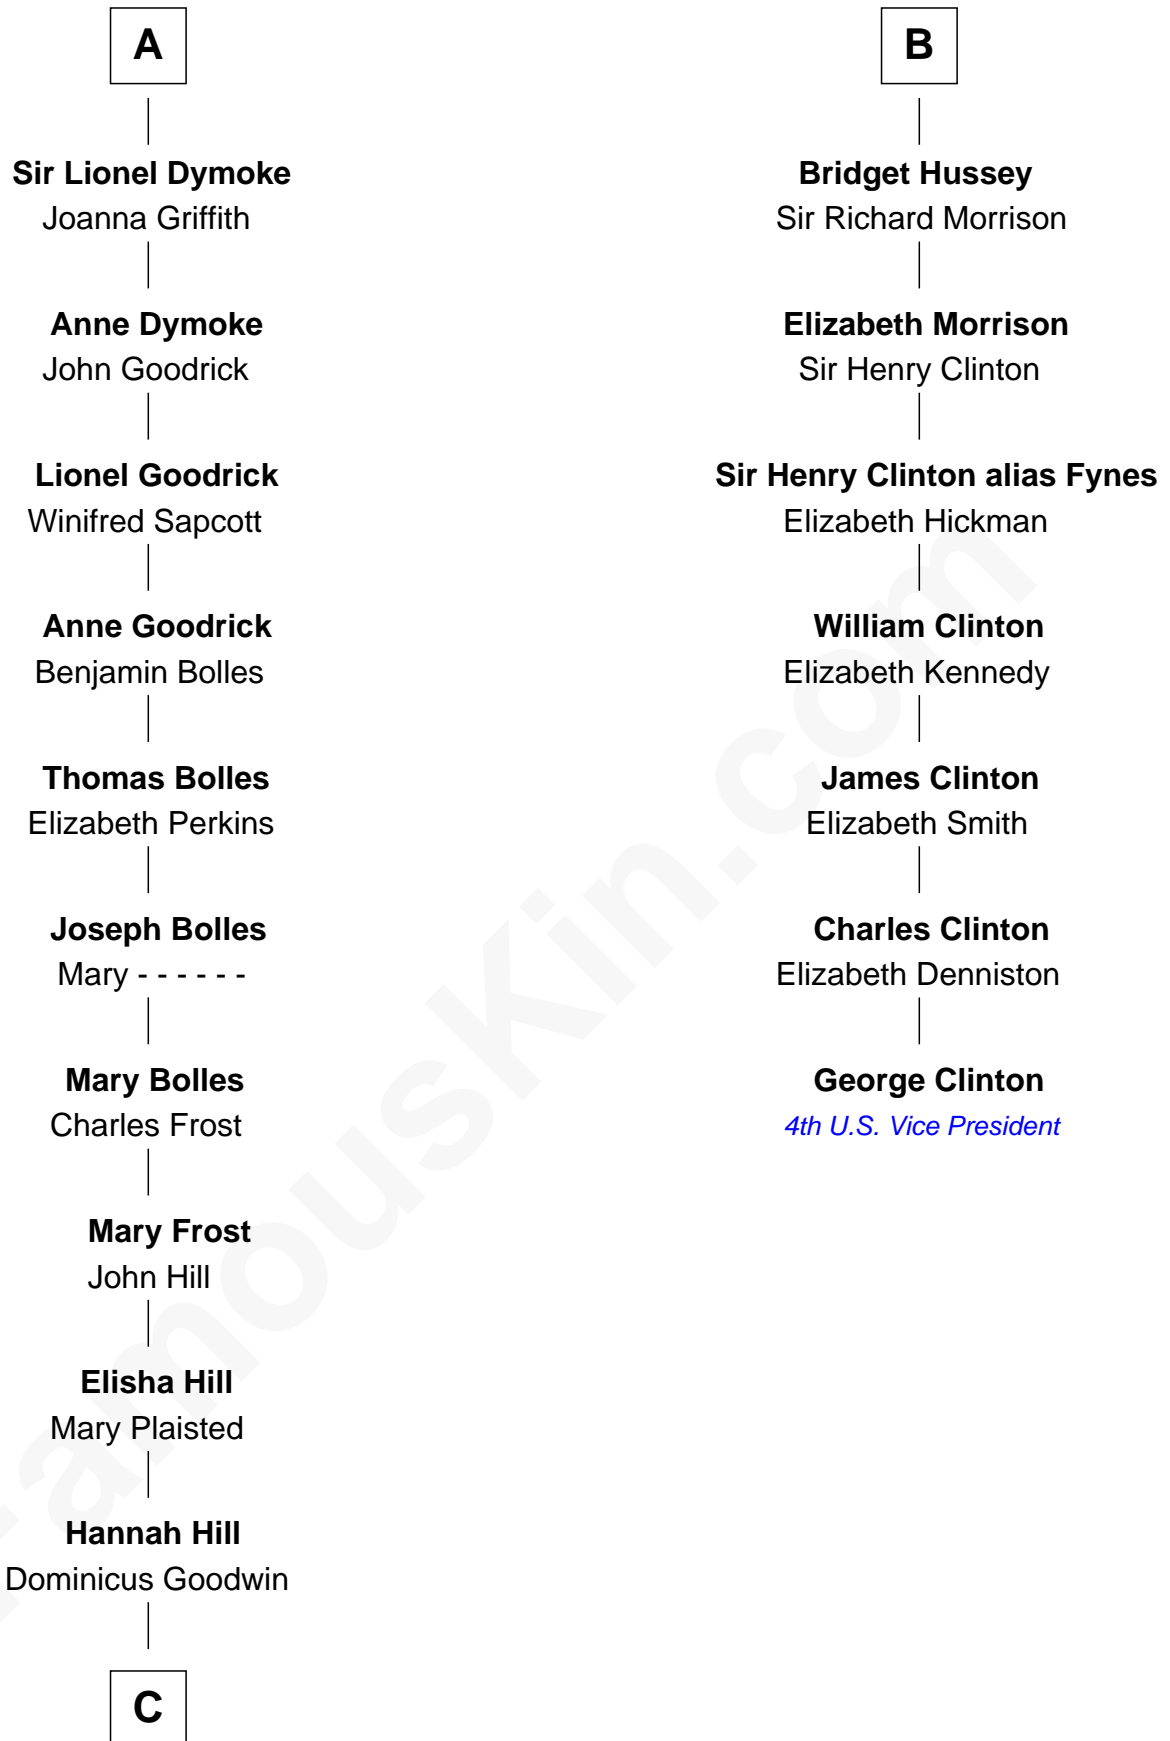 A
Sir Lionel Dymoke
Joanna Griffith
Anne Dymoke
John Goodrick
Lionel Goodrick
Winifred Sapcott
Anne Goodrick
Benjamin Bolles
Thomas Bolles
Elizabeth Perkins
Joseph Bolles
Mary - - - - - -
Mary Bolles
Charles Frost
Mary Frost
John Hill
Elisha Hill
Mary Plaisted
Hannah Hill
Dominicus Goodwin
C
B
Bridget Hussey
Sir Richard Morrison
Elizabeth Morrison
Sir Henry Clinton
Sir Henry Clinton alias Fynes
Elizabeth Hickman
William Clinton
Elizabeth Kennedy
James Clinton
Elizabeth Smith
Charles Clinton
Elizabeth Denniston
George Clinton
4th U.S. Vice President
FamousKin.com